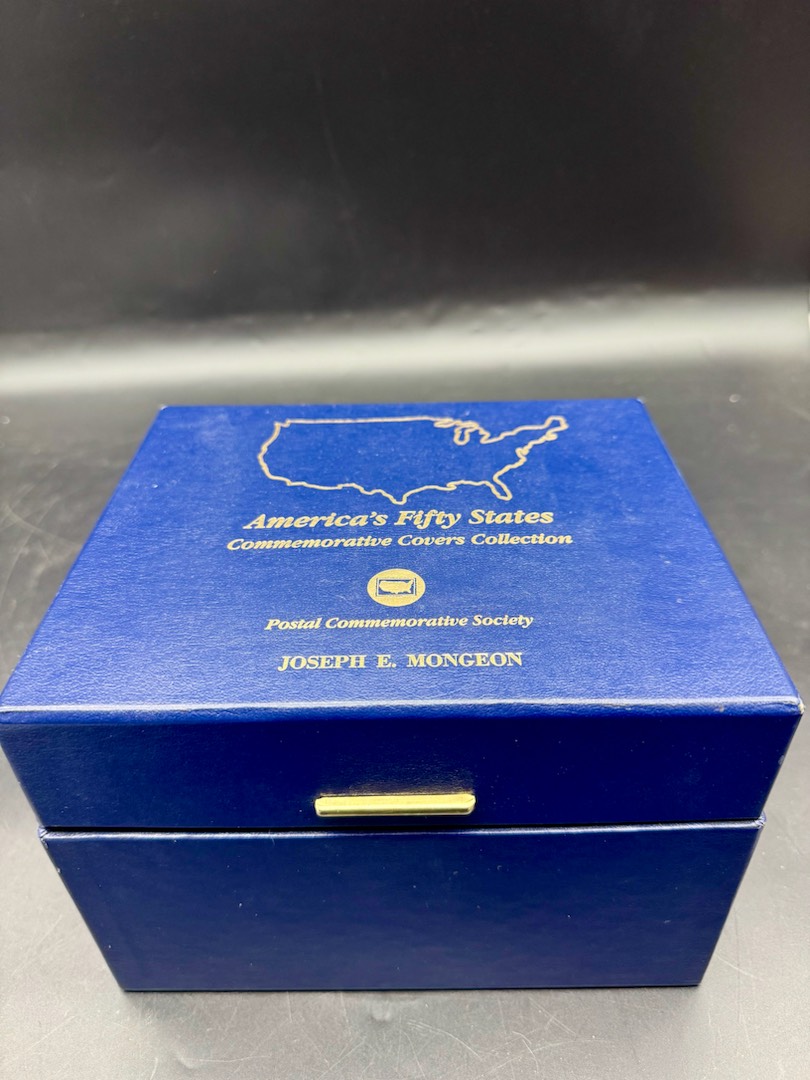 America's Fifty States
Commemorative Covers Collection
Postal Commemorative Society
JOSEPH E. MONGEON